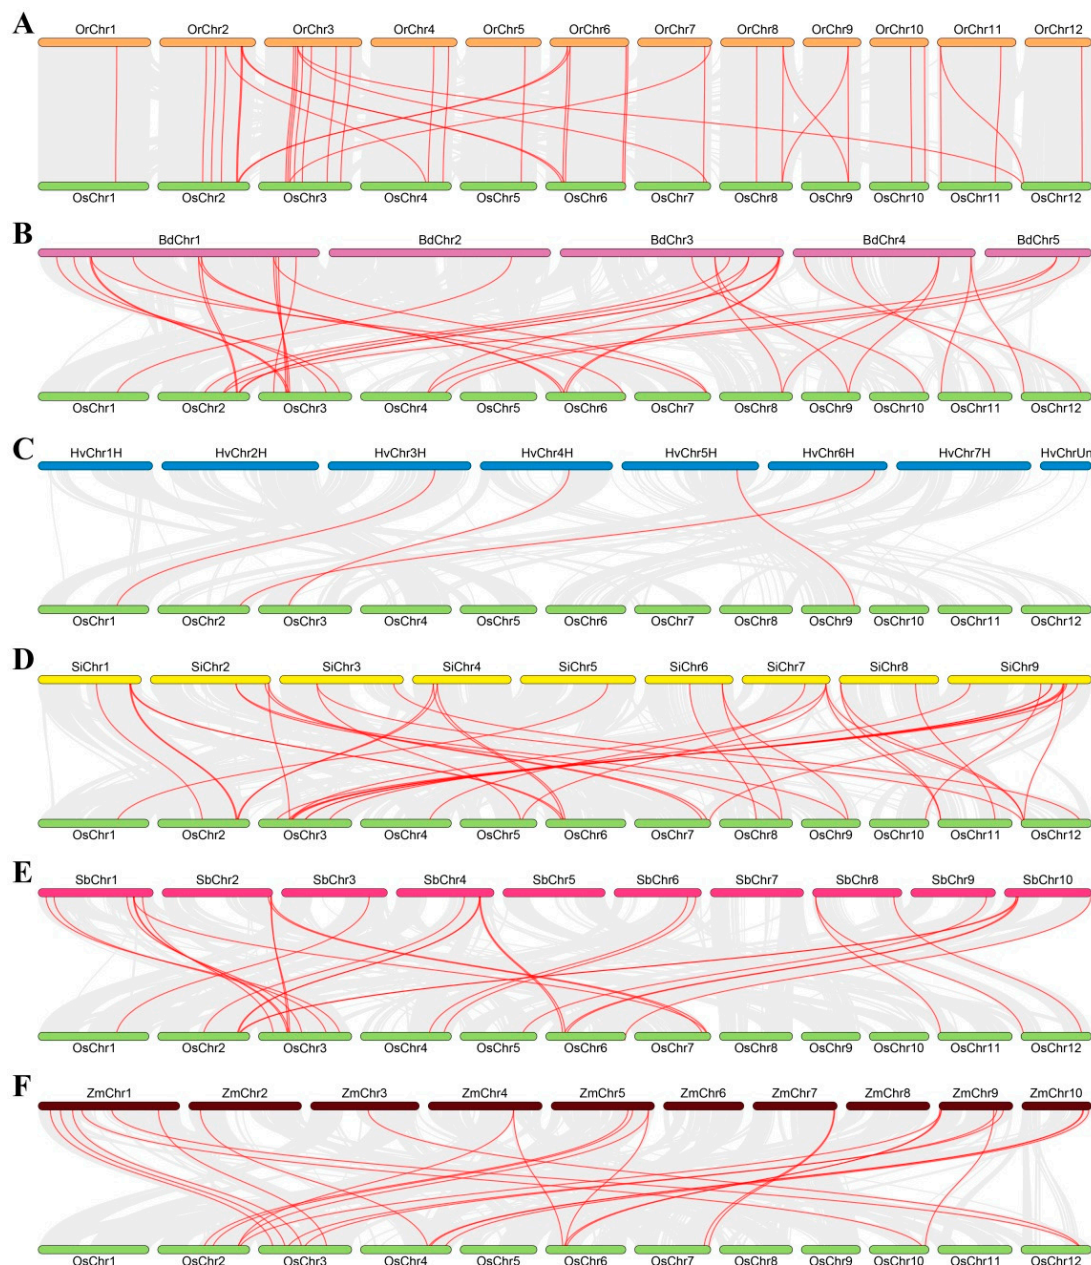 A
OrChr1 OrChr2 OrChr3 OrChr4 OrChr5 OrChr6 OrChr7 OrChr8 OrChr9 OrChr10 OrChr11 OrChr12
OsChr1 OsChr2 OsChr3 OsChr4 OsChr5 OsChr6 OsChr7 OsChr8 OsChr9 OsChr10 OsChr11 OsChr12
B
BdChr1 BdChr2 BdChr3 BdChr4 BdChr5
OsChr1 OsChr2 OsChr3 OsChr4 OsChr5 OsChr6 OsChr7 OsChr8 OsChr9 OsChr10 OsChr11 OsChr12
C
HvChr1H HvChr2H HvChr3H HvChr4H HvChr5H HvChr6H HvChr7H HvChrUn
OsChr1 OsChr2 OsChr3 OsChr4 OsChr5 OsChr6 OsChr7 OsChr8 OsChr9 OsChr10 OsChr11 OsChr12
D
SiChr1 SiChr2 SiChr3 SiChr4 SiChr5 SiChr6 SiChr7 SiChr8 SiChr9
OsChr1 OsChr2 OsChr3 OsChr4 OsChr5 OsChr6 OsChr7 OsChr8 OsChr9 OsChr10 OsChr11 OsChr12
E
SbChr1 SbChr2 SbChr3 SbChr4 SbChr5 SbChr6 SbChr7 SbChr8 SbChr9 SbChr10
OsChr1 OsChr2 OsChr3 OsChr4 OsChr5 OsChr6 OsChr7 OsChr8 OsChr9 OsChr10 OsChr11 OsChr12
F
ZmChr1 ZmChr2 ZmChr3 ZmChr4 ZmChr5 ZmChr6 ZmChr7 ZmChr8 ZmChr9 ZmChr10
OsChr1 OsChr2 OsChr3 OsChr4 OsChr5 OsChr6 OsChr7 OsChr8 OsChr9 OsChr10 OsChr11 OsChr12